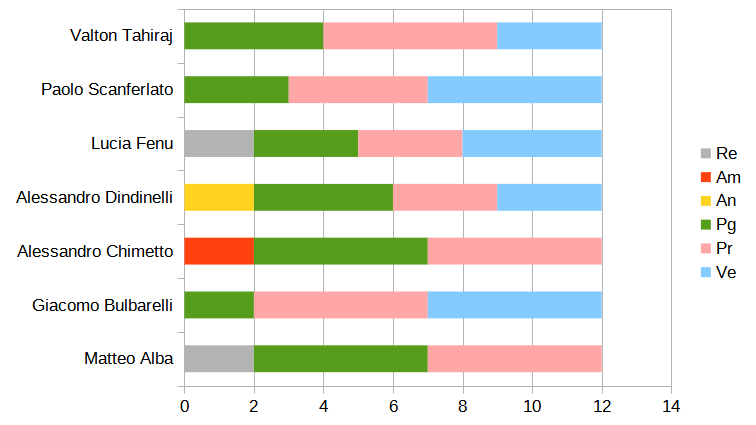 Valton Tahiraj
Paolo Scanferlato
Lucia Fenu
Alessandro Dindinelli
Alessandro Chimetto
Giacomo Bulbarelli
Matteo Alba
0 2 4 6 8 10 12 14
Re
Am
An
Pg
Pr
Ve